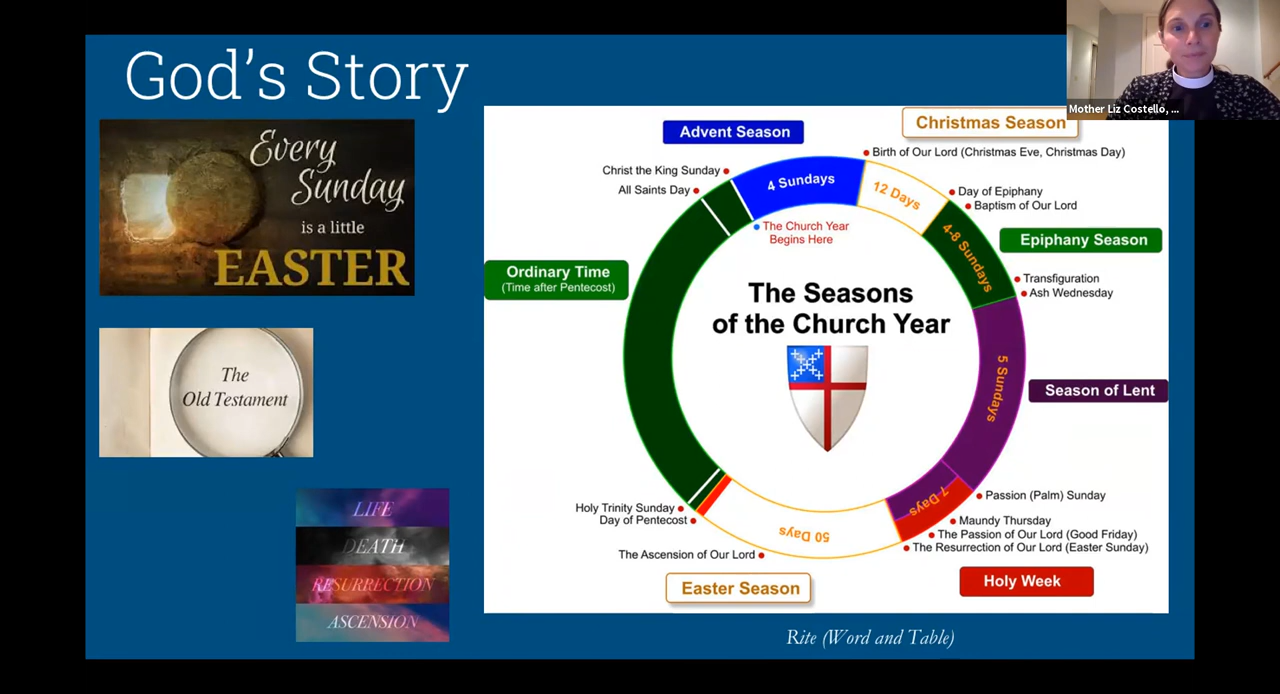 God's Story
Mother Liz Costello, ...
Every
Sunday
is a little
EASTER
The
Old Testament
LIFE
DEATH
RESURRECTION
ASCENSION
Advent Season
Christmas Season
Birth of Our Lord (Christmas Eve, Christmas Day)
Christ the King Sunday
All Saints Day
4 Sundays
12 Days
Day of Epiphany
Baptism of Our Lord
The Church Year
Begins Here
4-8 Sundays
Epiphany Season
Ordinary Time
(Time after Pentecost)
Transfiguration
Ash Wednesday
The Seasons
of the Church Year
5 Sundays
Season of Lent
7 Days
Passion (Palm) Sunday
Maundy Thursday
The Passion of Our Lord (Good Friday)
The Resurrection of Our Lord (Easter Sunday)
Holy Trinity Sunday
Day of Pentecost
50 Days
The Ascension of Our Lord
Easter Season
Holy Week
Rite (Word and Table)